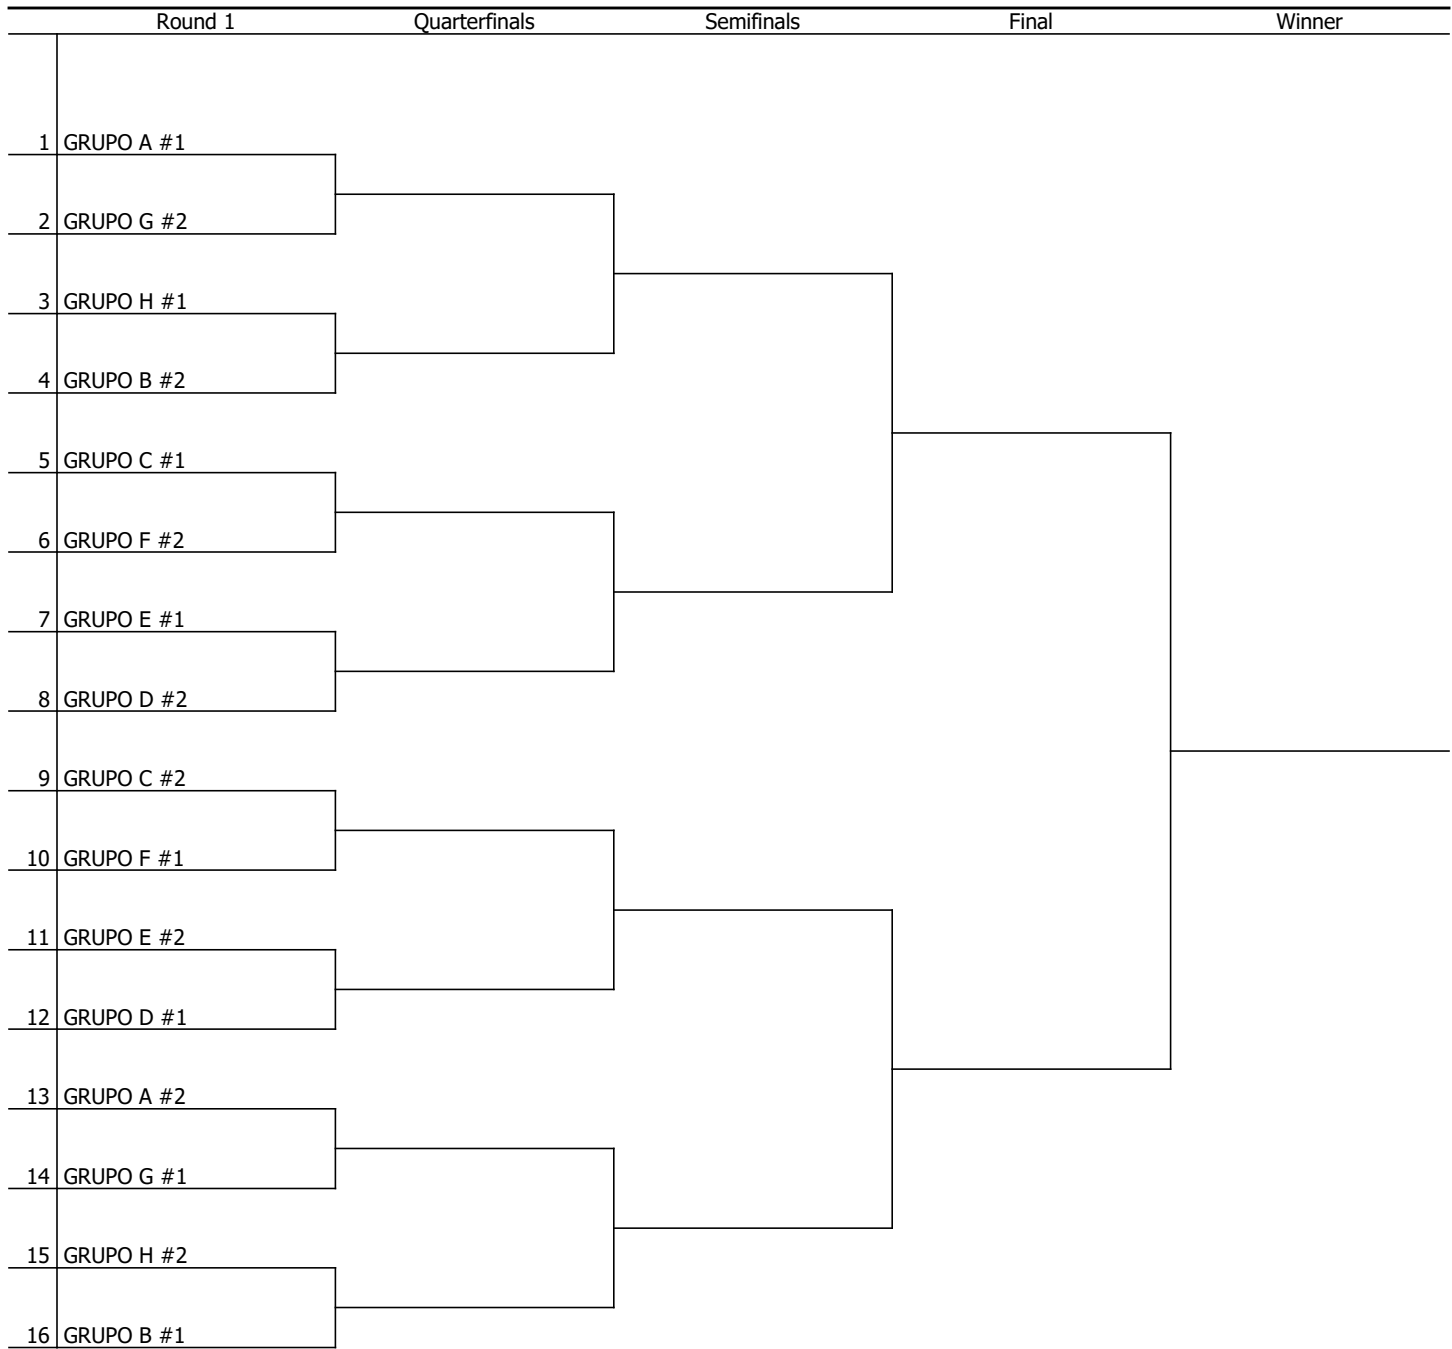 Round 1 Quarterfinals Semifinals Final Winner
1 GRUPO A #1
2 GRUPO G #2
3 GRUPO H #1
4 GRUPO B #2
5 GRUPO C #1
6 GRUPO F #2
7 GRUPO E #1
8 GRUPO D #2
9 GRUPO C #2
10 GRUPO F #1
11 GRUPO E #2
12 GRUPO D #1
13 GRUPO A #2
14 GRUPO G #1
15 GRUPO H #2
16 GRUPO B #1